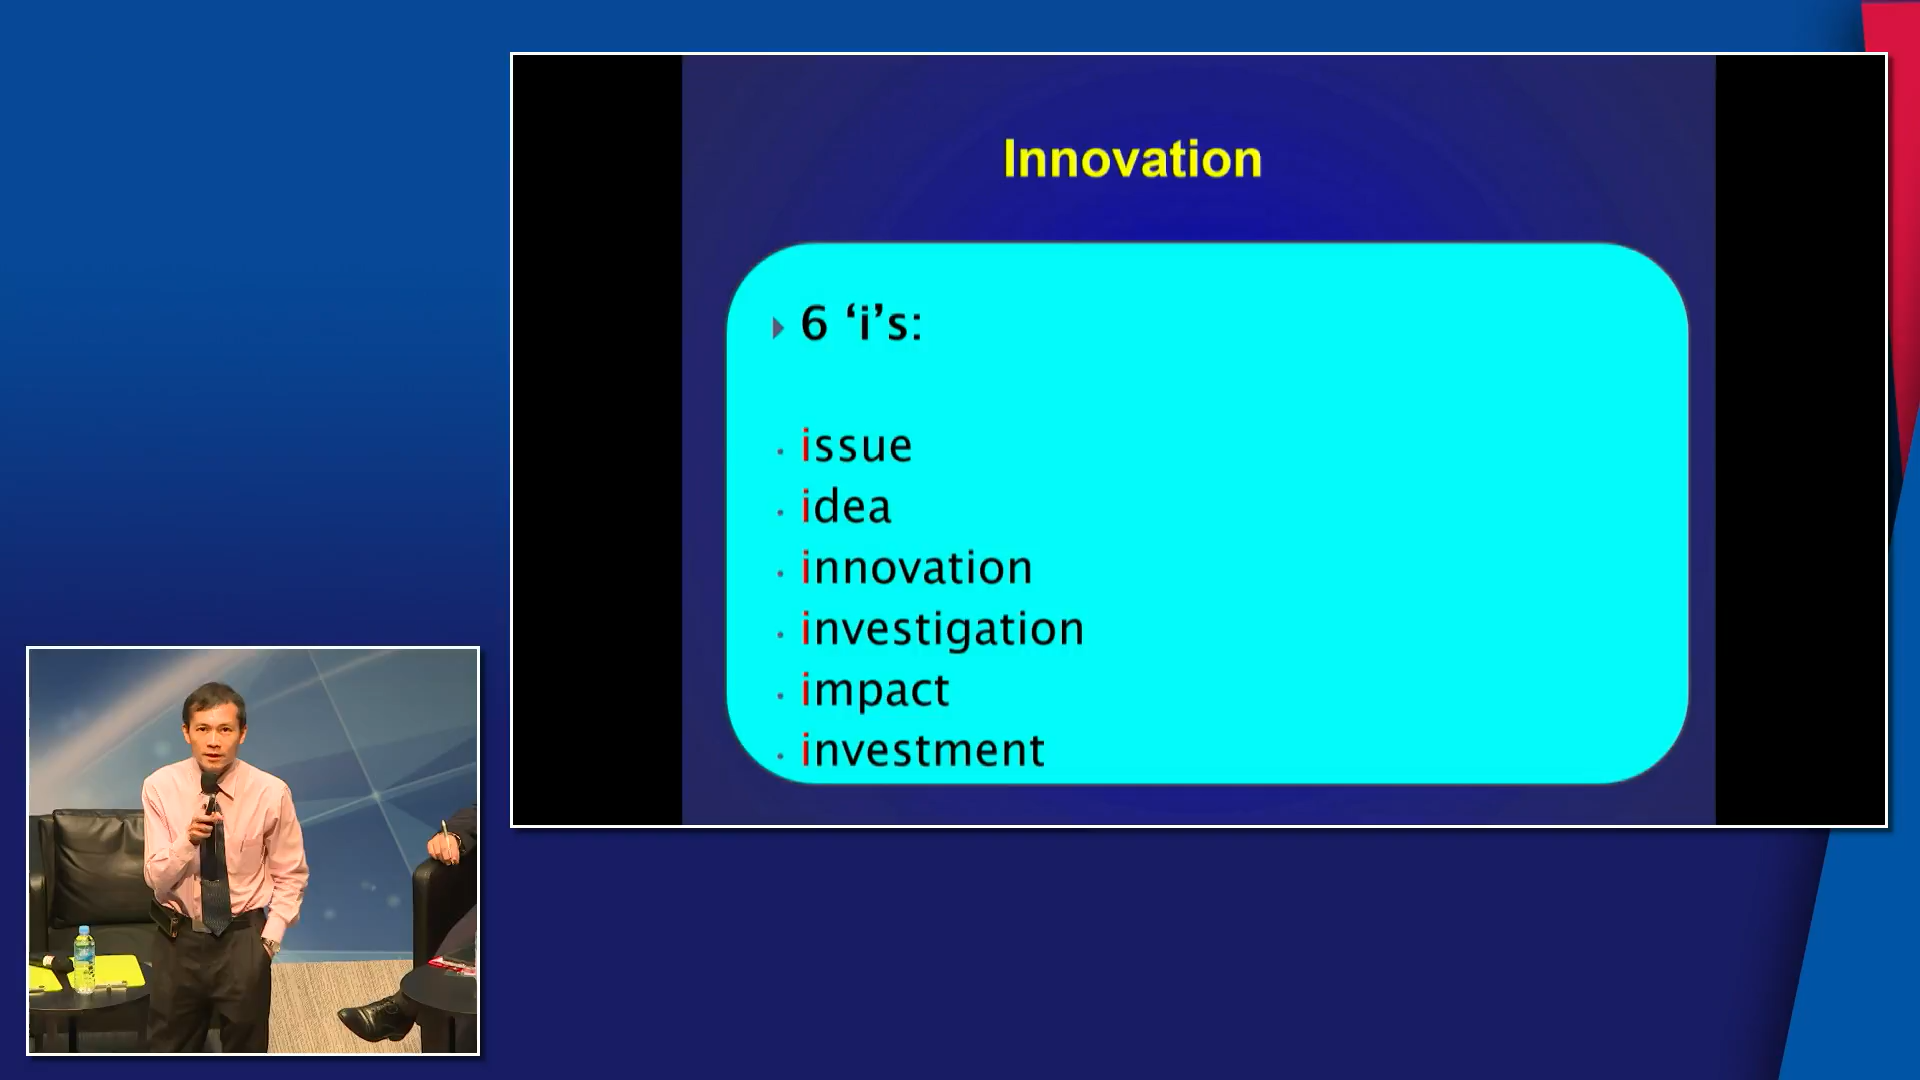 Innovation
6 ‘i’s:
issue
idea
innovation
investigation
impact
investment